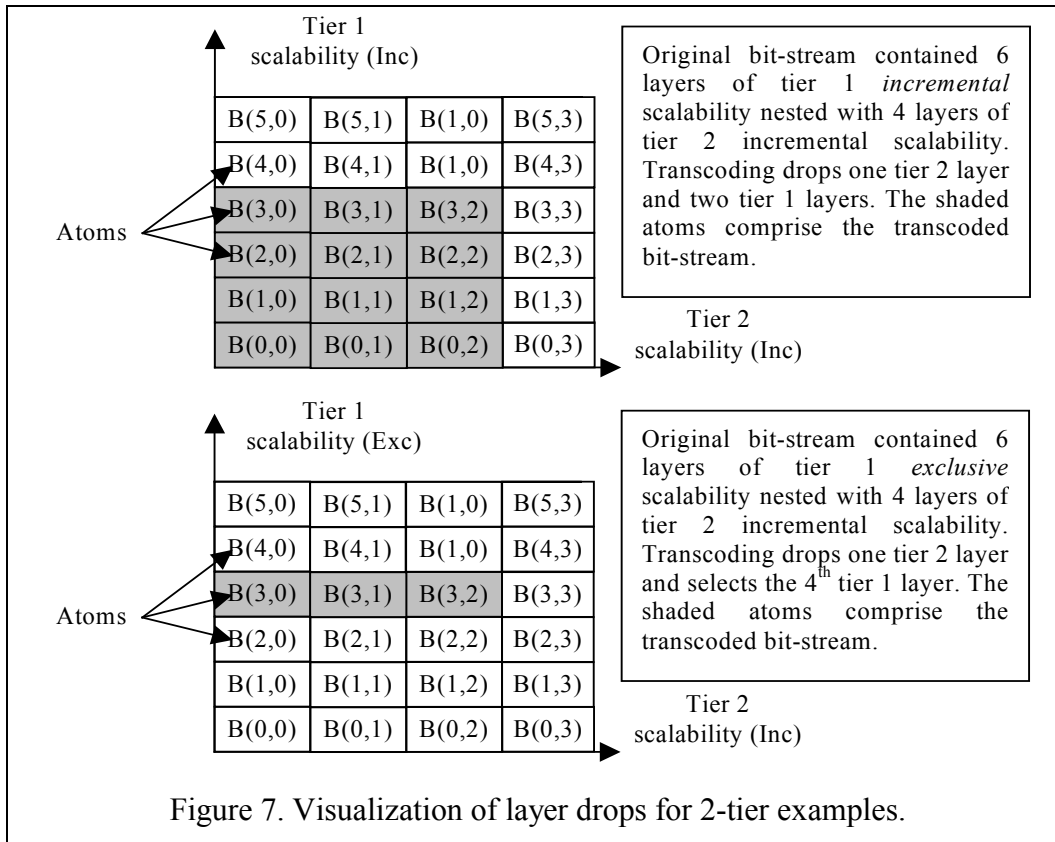 Tier 1
scalability (Inc)
B(5,0) B(5,1) B(1,0) B(5,3)
B(4,0) B(4,1) B(1,0) B(4,3)
B(3,0) B(3,1) B(3,2) B(3,3)
Atoms
B(2,0) B(2,1) B(2,2) B(2,3)
B(1,0) B(1,1) B(1,2) B(1,3)
B(0,0) B(0,1) B(0,2) B(0,3)
Tier 2
scalability (Inc)
Original bit-stream contained 6
layers of tier 1 incremental
scalability nested with 4 layers of
tier 2 incremental scalability.
Transcoding drops one tier 2 layer
and two tier 1 layers. The shaded
atoms comprise the transcoded
bit-stream.
Tier 1
scalability (Exc)
B(5,0) B(5,1) B(1,0) B(5,3)
B(4,0) B(4,1) B(1,0) B(4,3)
B(3,0) B(3,1) B(3,2) B(3,3)
Atoms
B(2,0) B(2,1) B(2,2) B(2,3)
B(1,0) B(1,1) B(1,2) B(1,3)
B(0,0) B(0,1) B(0,2) B(0,3)
Tier 2
scalability (Inc)
Original bit-stream contained 6
layers of tier 1 exclusive
scalability nested with 4 layers of
tier 2 incremental scalability.
Transcoding drops one tier 2 layer
and selects the 4th tier 1 layer. The
shaded atoms comprise the
transcoded bit-stream.
Figure 7. Visualization of layer drops for 2-tier examples.